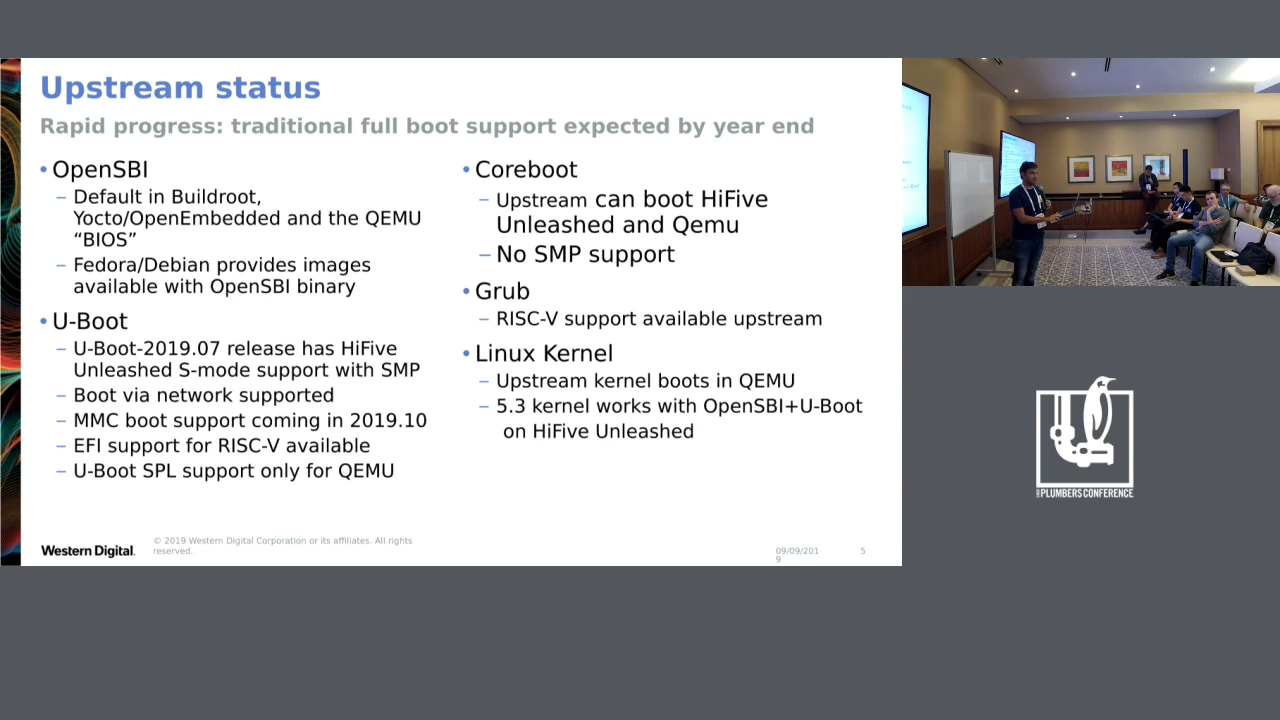 Upstream status
Rapid progress: traditional full boot support expected by year end
• OpenSBI
– Default in Buildroot,
Yocto/OpenEmbedded and the QEMU
“BIOS”
– Fedora/Debian provides images
available with OpenSBI binary
• U-Boot
– U-Boot-2019.07 release has HiFive
Unleashed S-mode support with SMP
– Boot via network supported
– MMC boot support coming in 2019.10
– EFI support for RISC-V available
– U-Boot SPL support only for QEMU
• Coreboot
– Upstream can boot HiFive
Unleashed and Qemu
– No SMP support
• Grub
– RISC-V support available upstream
• Linux Kernel
– Upstream kernel boots in QEMU
– 5.3 kernel works with OpenSBI+U-Boot
on HiFive Unleashed
Western Digital.
© 2019 Western Digital Corporation or its affiliates. All rights
reserved.
09/09/201
9
5
PLUMBERS CONFERENCE